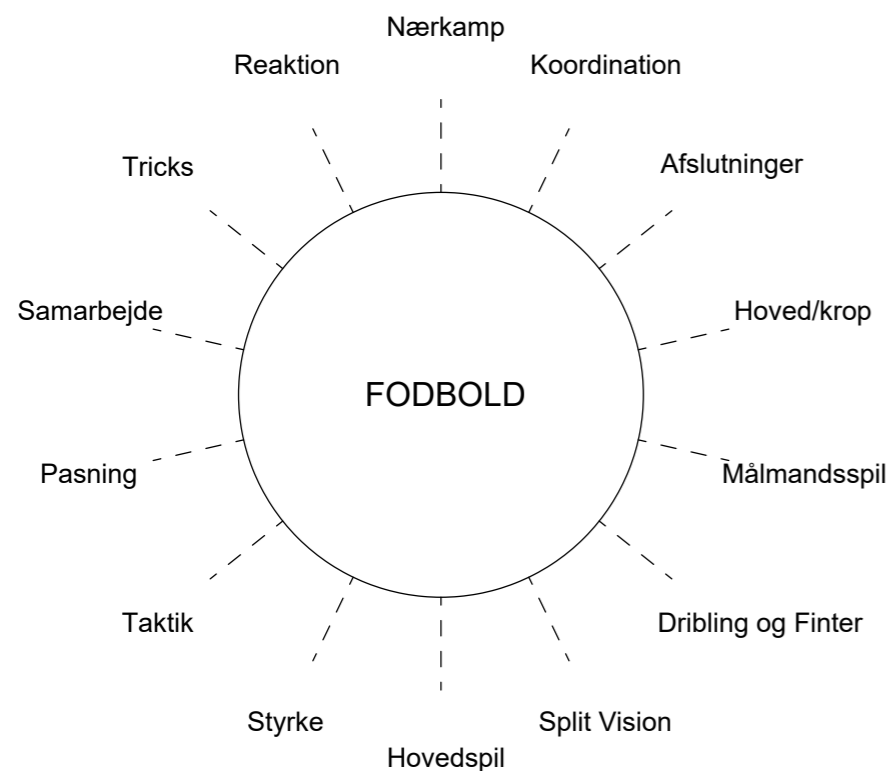 Nærkamp
Reaktion
Koordination
Tricks
Afslutninger
Samarbejde
Hoved/krop
FODBOLD
Pasning
Målmandsspil
Taktik
Dribling og Finter
Styrke
Split Vision
Hovedspil